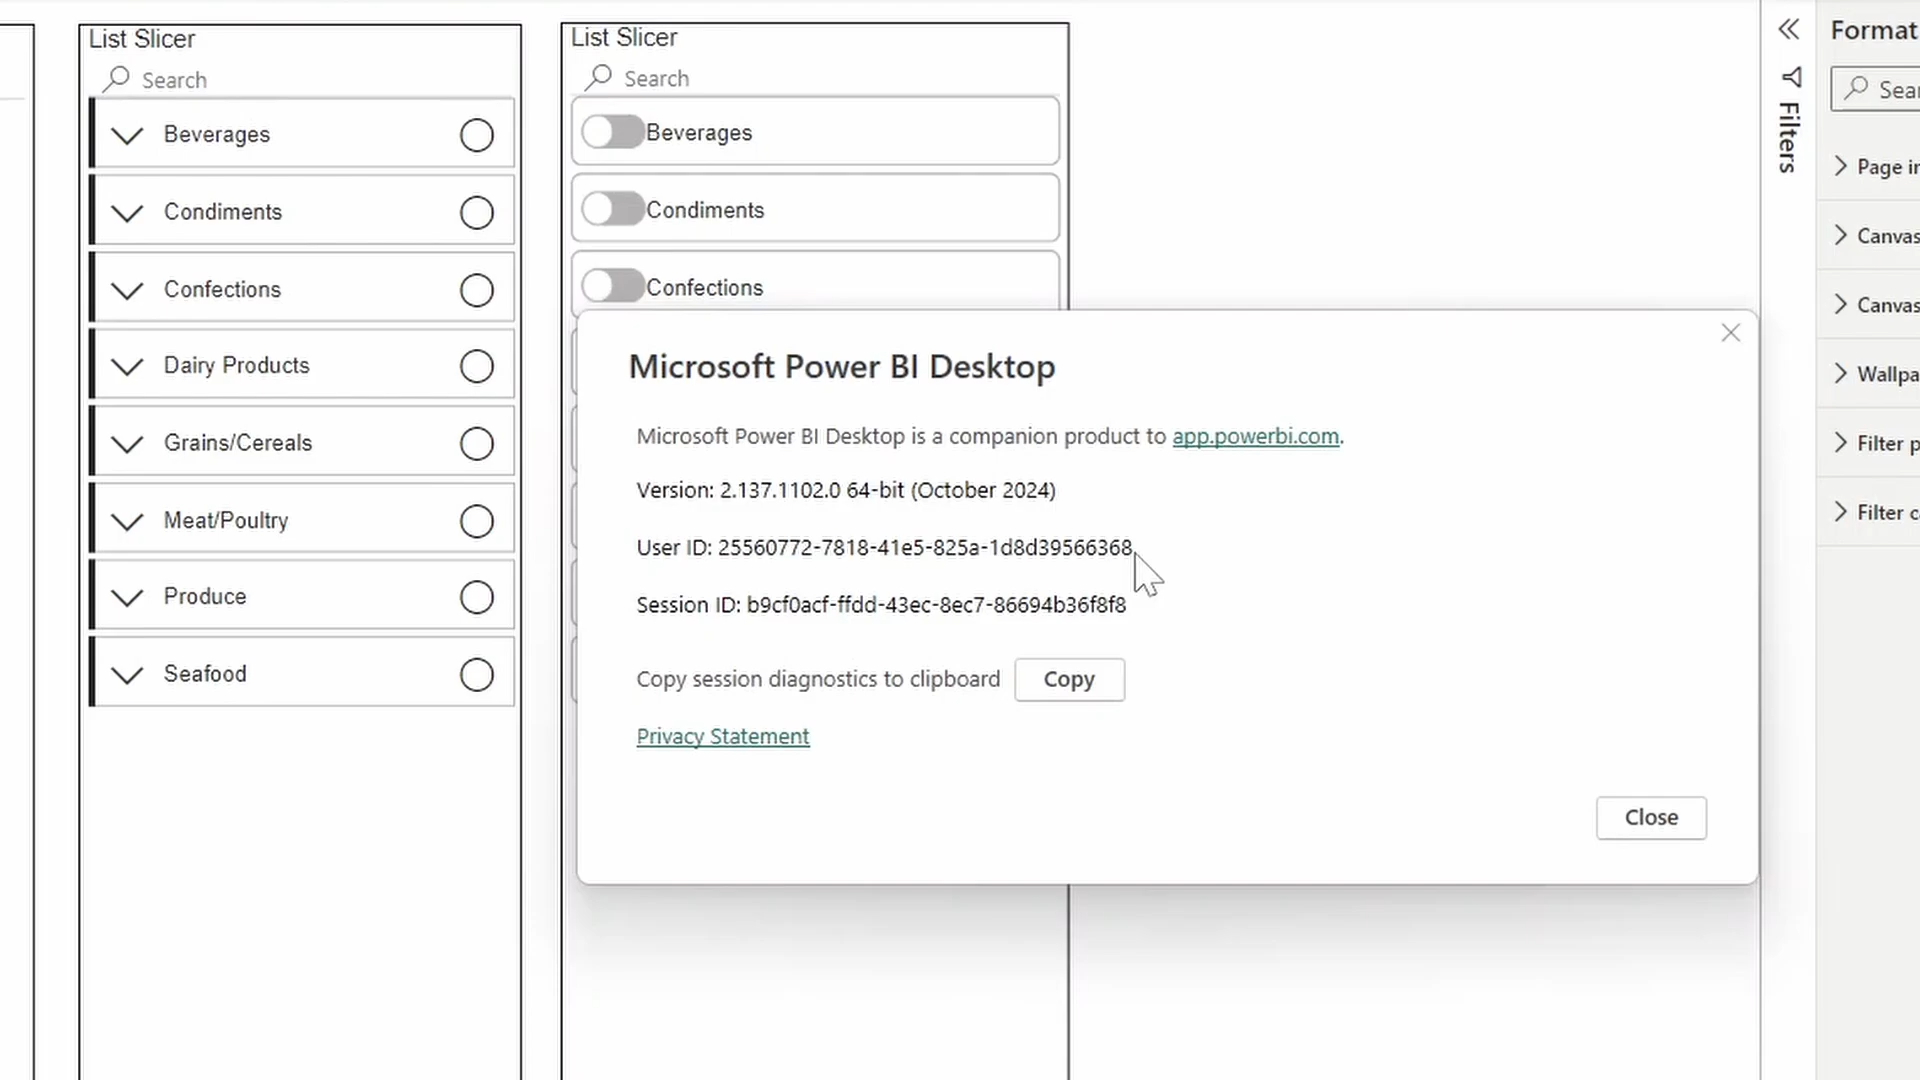 List Slicer
Search
Beverages
Condiments
Confections
Dairy Products
Grains/Cereals
Meat/Poultry
Produce
Seafood
List Slicer
Search
Beverages
Condiments
Confections
Microsoft Power BI Desktop
Microsoft Power BI Desktop is a companion product to app.powerbi.com.
Version: 2.137.1102.0 64-bit (October 2024)
User ID: 25560772-7818-41e5-825a-1d8d39566368
Session ID: b9cf0acf-ffdd-43ec-8ec7-86694b36f8f8
Copy session diagnostics to clipboard Copy
Privacy Statement
Close
Filters
Format
Sear
Page in
Canvas
Canvas
Wallpa
Filter p
Filter c